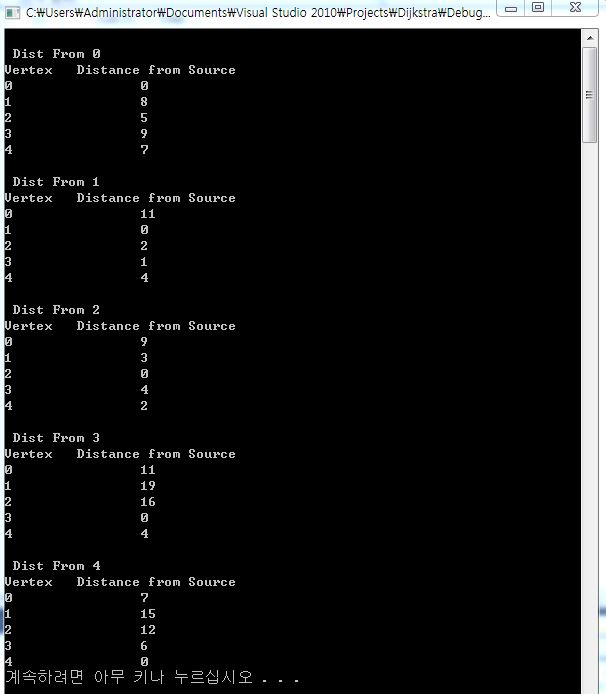 C:₩Users₩Administrator₩Documents₩Visual Studio 2010₩Projects₩Dijkstra₩Debug...
Dist From 0
Vertex Distance from Source
0 0
1 8
2 5
3 9
4 7
Dist From 1
Vertex Distance from Source
0 11
1 0
2 2
3 1
4 4
Dist From 2
Vertex Distance from Source
0 9
1 3
2 0
3 4
4 2
Dist From 3
Vertex Distance from Source
0 11
1 19
2 16
3 0
4 4
Dist From 4
Vertex Distance from Source
0 7
1 15
2 12
3 6
4 0
계속하려면 아무 키나 누르십시오 . . .